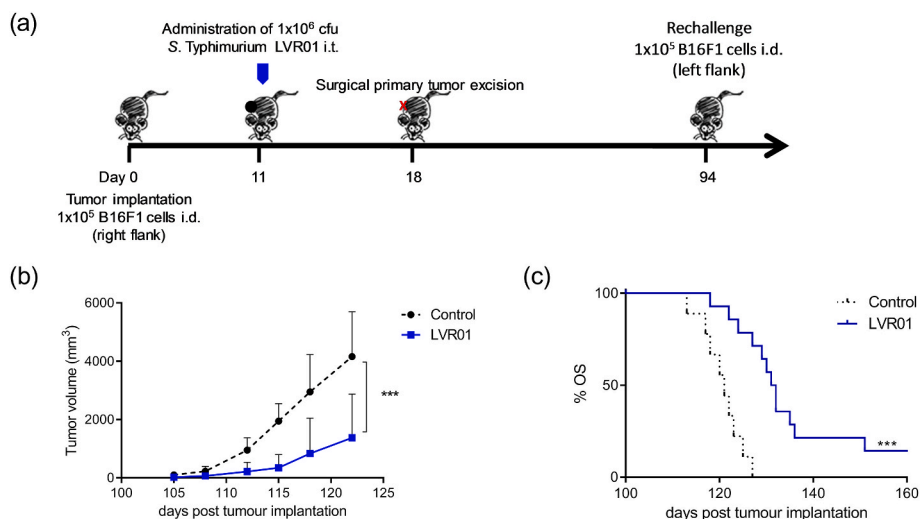 (a)
Administration of 1x10⁶ cfu
S. Typhimurium LVR01 i.t.
Surgical primary tumor excision
x
Rechallenge
1x10⁵ B16F1 cells i.d.
(left flank)
Day 0
11
18
94
Tumor implantation
1x10⁵ B16F1 cells i.d.
(right flank)
(b)
6000
4000
2000
0
Tumor volume (mm³)
Control
LVR01
***
100
105
110
115
120
125
days post tumour implantation
(c)
100
50
0
% OS
Control
LVR01
***
100
120
140
160
days post tumour implantation